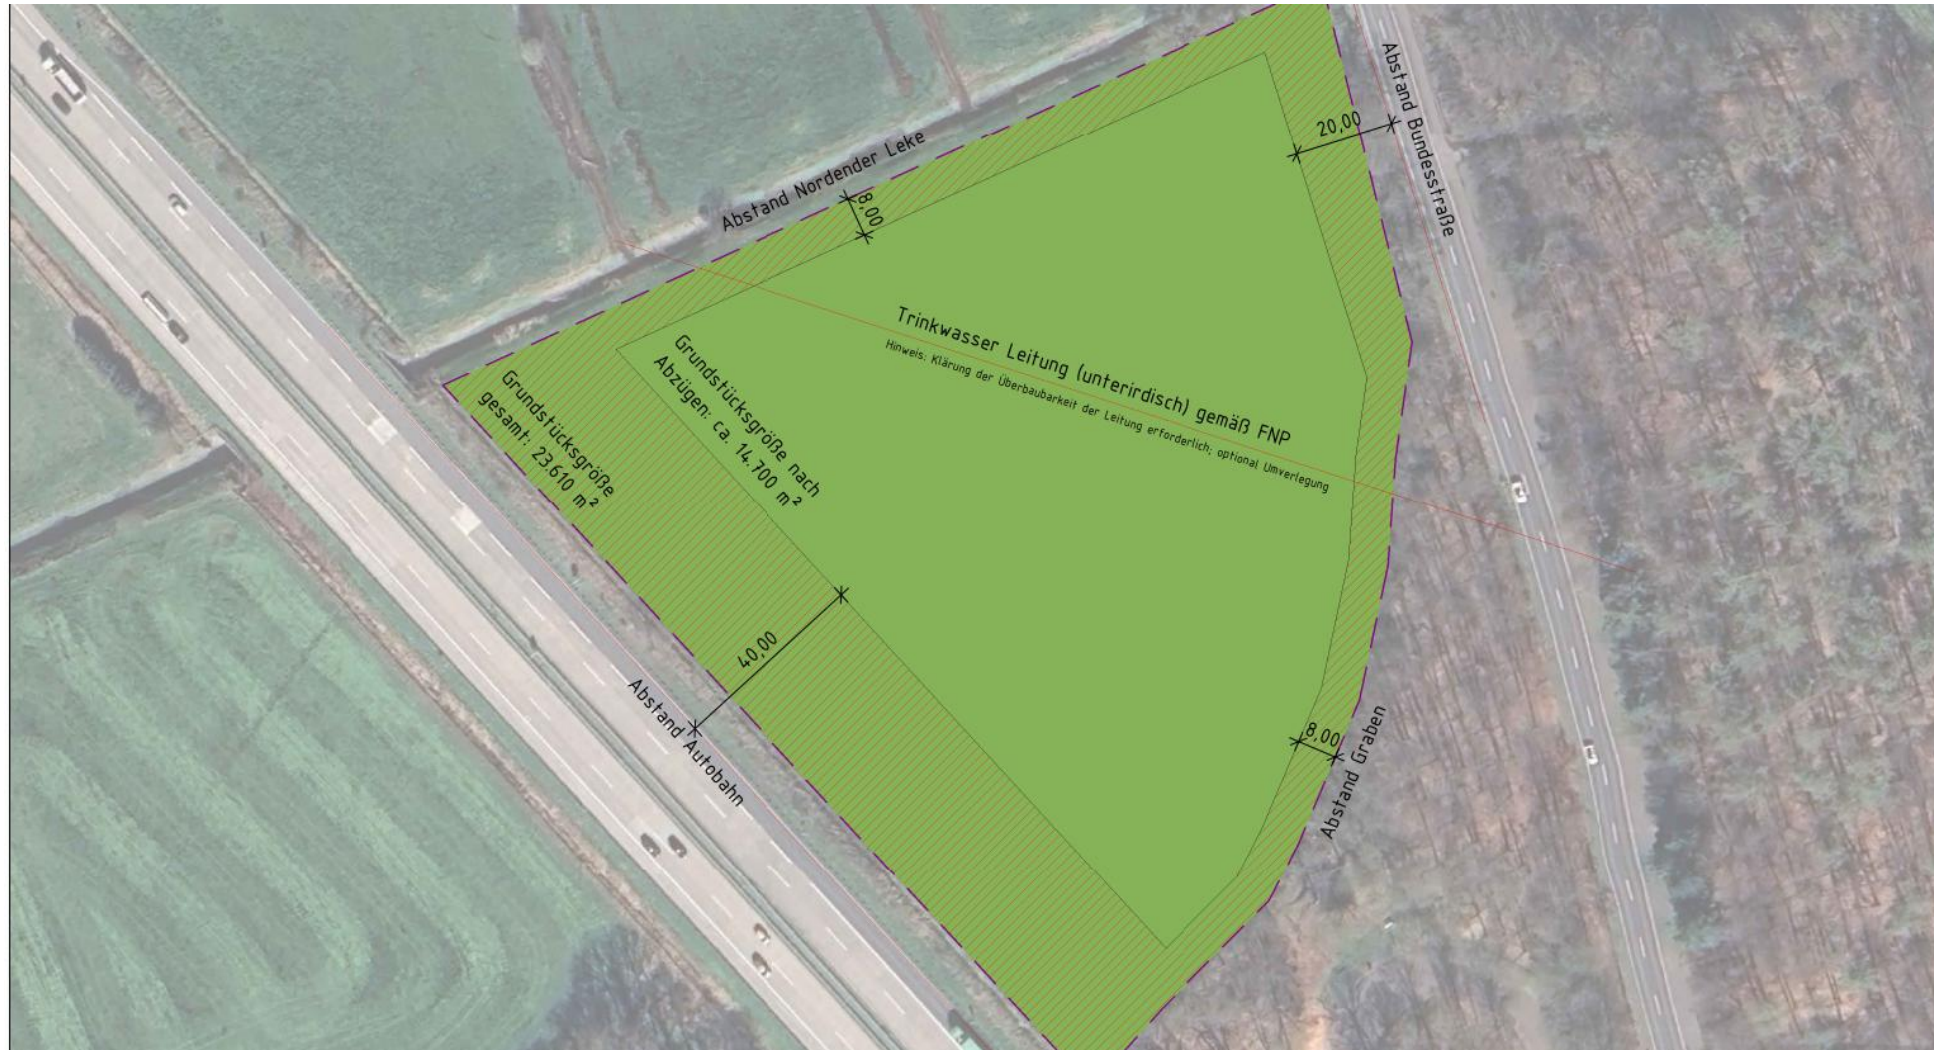 Abstand Bundesstraße
20,00
Abstand Nordender Leke
8,00
Trinkwasser Leitung (unterirdisch) gemäß FNP
Hinweis: Klärung der Überbaubarkeit der Leitung erforderlich; optional Umverlegung
Grundstücksgröße nach
Abzügen: ca. 14.700 m²
Grundstücksgröße
gesamt: 23.610 m²
40,00
Abstand Autobahn
8,00
Abstand Graben